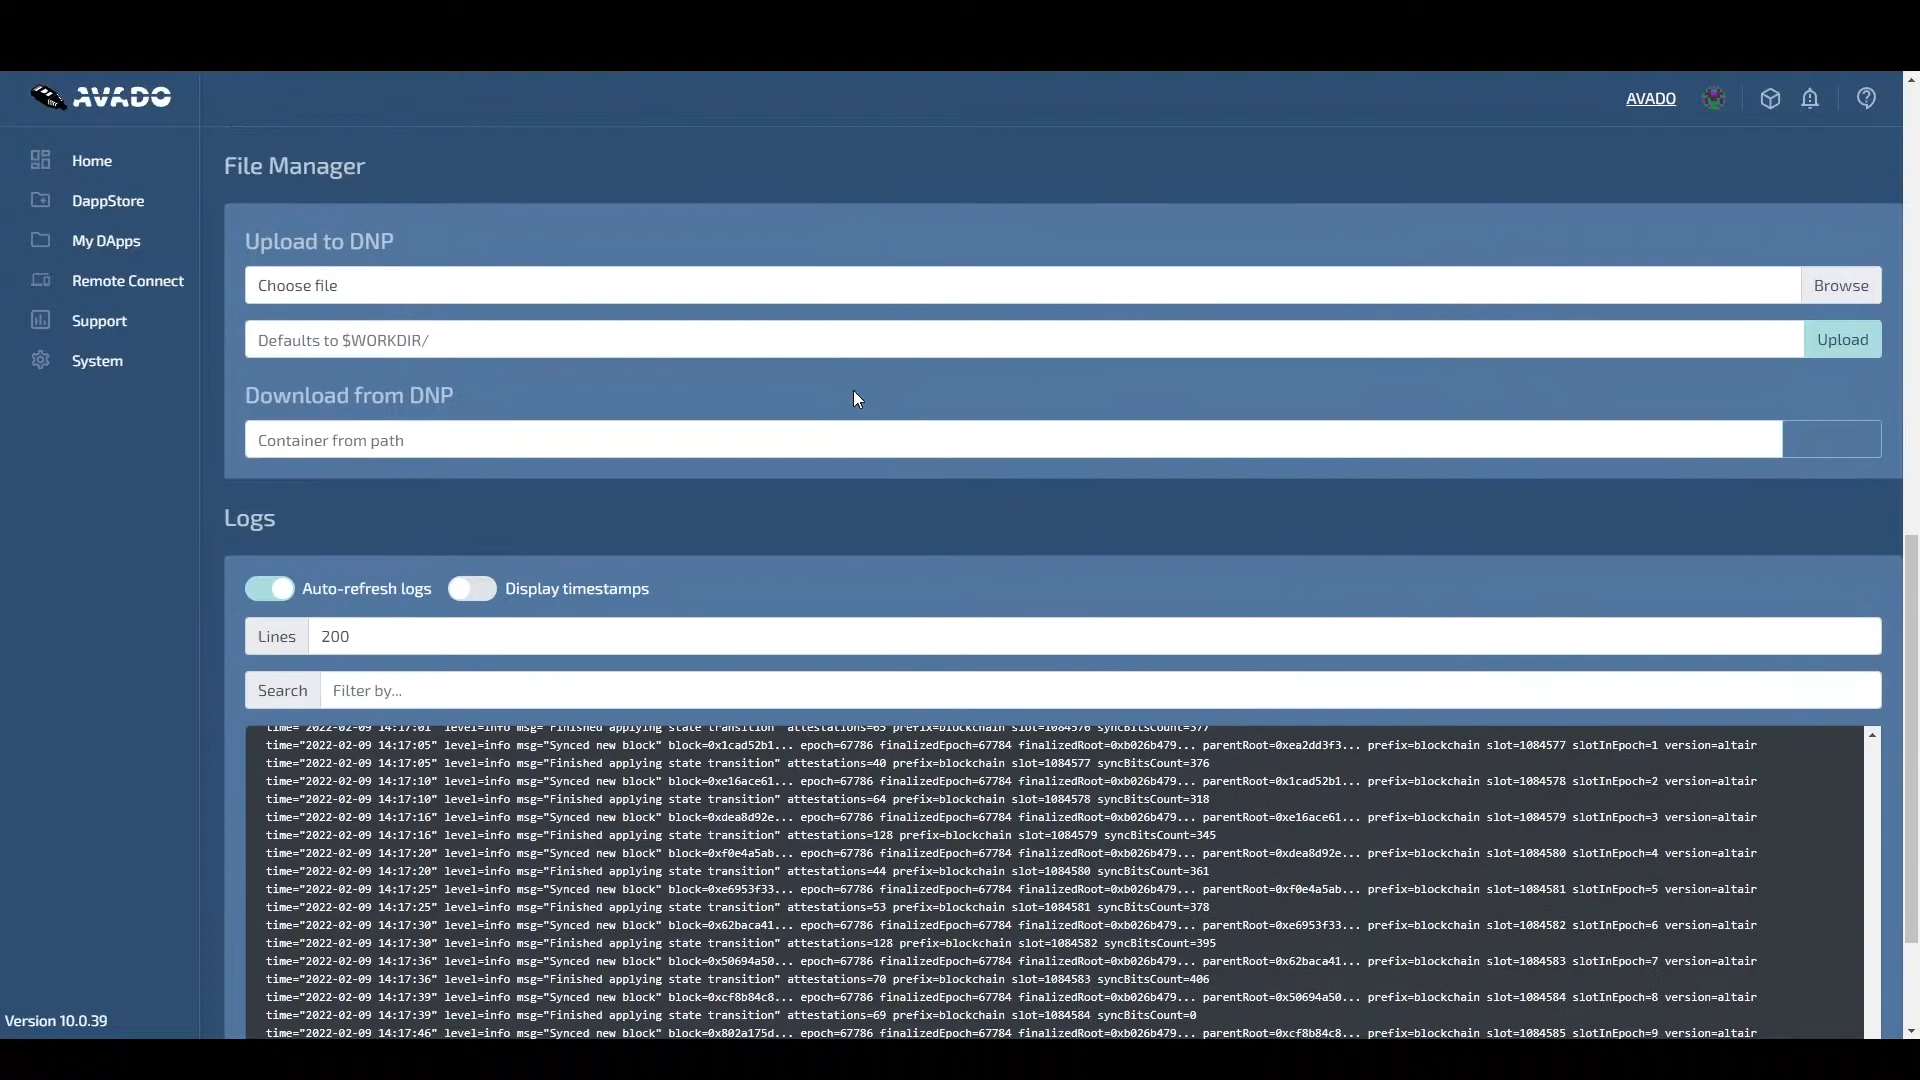 AVADO
AVADO
Home
DappStore
My DApps
Remote Connect
Support
System
Version 10.0.39
File Manager
Upload to DNP
Choose file
Browse
Defaults to $WORKDIR/
Upload
Download from DNP
Container from path
Logs
Auto-refresh logs
Display timestamps
Lines
200
Search
Filter by...
time="2022-02-09 14:17:01" level=info msg="Finished applying state transition" attestations=65 prefix=blockchain slot=1084576 syncBitsCount=377
time="2022-02-09 14:17:05" level=info msg="Synced new block" block=0x1cad52b1... epoch=67786 finalizedEpoch=67784 finalizedRoot=0xb026b479... parentRoot=0xea2dd3f3... prefix=blockchain slot=1084577 slotInEpoch=1 version=altair
time="2022-02-09 14:17:05" level=info msg="Finished applying state transition" attestations=40 prefix=blockchain slot=1084577 syncBitsCount=376
time="2022-02-09 14:17:10" level=info msg="Synced new block" block=0xe16ace61... epoch=67786 finalizedEpoch=67784 finalizedRoot=0xb026b479... parentRoot=0x1cad52b1... prefix=blockchain slot=1084578 slotInEpoch=2 version=altair
time="2022-02-09 14:17:10" level=info msg="Finished applying state transition" attestations=64 prefix=blockchain slot=1084578 syncBitsCount=318
time="2022-02-09 14:17:16" level=info msg="Synced new block" block=0xdea8d92e... epoch=67786 finalizedEpoch=67784 finalizedRoot=0xb026b479... parentRoot=0xe16ace61... prefix=blockchain slot=1084579 slotInEpoch=3 version=altair
time="2022-02-09 14:17:16" level=info msg="Finished applying state transition" attestations=128 prefix=blockchain slot=1084579 syncBitsCount=345
time="2022-02-09 14:17:20" level=info msg="Synced new block" block=0xf0e4a5ab... epoch=67786 finalizedEpoch=67784 finalizedRoot=0xb026b479... parentRoot=0xdea8d92e... prefix=blockchain slot=1084580 slotInEpoch=4 version=altair
time="2022-02-09 14:17:20" level=info msg="Finished applying state transition" attestations=44 prefix=blockchain slot=1084580 syncBitsCount=361
time="2022-02-09 14:17:25" level=info msg="Synced new block" block=0xe6953f33... epoch=67786 finalizedEpoch=67784 finalizedRoot=0xb026b479... parentRoot=0xf0e4a5ab... prefix=blockchain slot=1084581 slotInEpoch=5 version=altair
time="2022-02-09 14:17:25" level=info msg="Finished applying state transition" attestations=53 prefix=blockchain slot=1084581 syncBitsCount=378
time="2022-02-09 14:17:30" level=info msg="Synced new block" block=0x62baca41... epoch=67786 finalizedEpoch=67784 finalizedRoot=0xb026b479... parentRoot=0xe6953f33... prefix=blockchain slot=1084582 slotInEpoch=6 version=altair
time="2022-02-09 14:17:30" level=info msg="Finished applying state transition" attestations=128 prefix=blockchain slot=1084582 syncBitsCount=395
time="2022-02-09 14:17:36" level=info msg="Synced new block" block=0x50694a50... epoch=67786 finalizedEpoch=67784 finalizedRoot=0xb026b479... parentRoot=0x62baca41... prefix=blockchain slot=1084583 slotInEpoch=7 version=altair
time="2022-02-09 14:17:36" level=info msg="Finished applying state transition" attestations=70 prefix=blockchain slot=1084583 syncBitsCount=406
time="2022-02-09 14:17:39" level=info msg="Synced new block" block=0xcf8b84c8... epoch=67786 finalizedEpoch=67784 finalizedRoot=0xb026b479... parentRoot=0x50694a50... prefix=blockchain slot=1084584 slotInEpoch=8 version=altair
time="2022-02-09 14:17:39" level=info msg="Finished applying state transition" attestations=69 prefix=blockchain slot=1084584 syncBitsCount=0
time="2022-02-09 14:17:46" level=info msg="Synced new block" block=0x802a175d... epoch=67786 finalizedEpoch=67784 finalizedRoot=0xb026b479... parentRoot=0xcf8b84c8... prefix=blockchain slot=1084585 slotInEpoch=9 version=altair